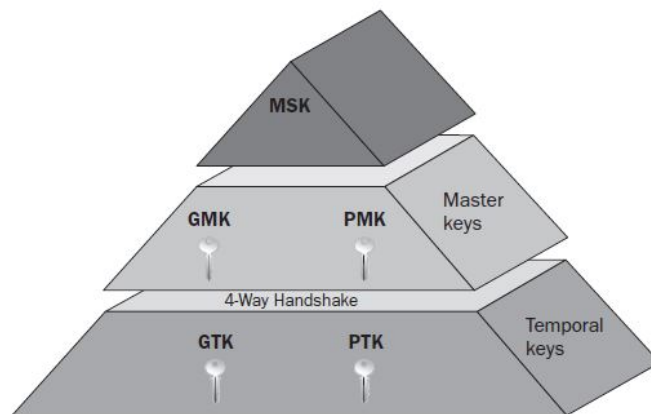 MSK
GMK PMK
Master
keys
4-Way Handshake
GTK PTK
Temporal
keys